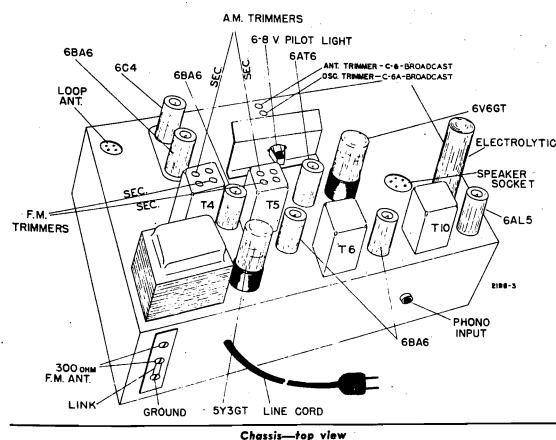 A.M. TRIMMERS
6-8 V PILOT LIGHT
6BA6
6C4
6BA6
SEC.
SEC.
6AT6
ANT. TRIMMER-C-6-BROADCAST
OSC. TRIMMER-C-6A-BROADCAST
LOOP
ANT.
6V6GT
ELECTROLYTIC
SPEAKER
SOCKET
SEC.
SEC.
F.M.
TRIMMERS
T4
T5
T6
T10
6AL5
2198-3
PHONO
INPUT
6BA6
300 OHM
F.M. ANT.
LINK
GROUND
5Y3GT
LINE CORD
Chassis—top view